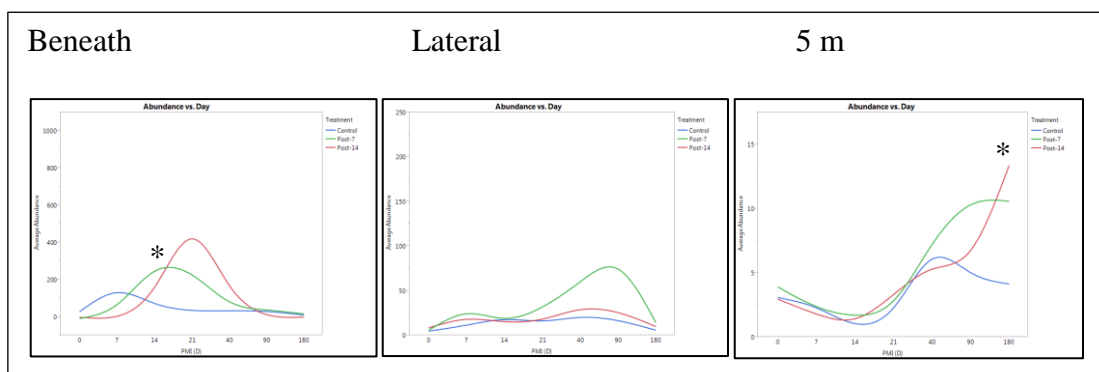 Beneath Lateral 5 m
Abundance vs. Day
Treatment
Control
Post-7
Post-14
*
1000
800
600
400
200
0
Average Abundance
0 7 14 21 40 90 180
PMI (D)
Abundance vs. Day
Treatment
Control
Post-7
Post-14
250
200
150
100
75
50
25
0
Average Abundance
0 7 14 21 40 90 180
PMI (D)
Abundance vs. Day
Treatment
Control
Post-7
Post-14
*
15
10
5
0
Average Abundance
0 7 14 21 40 90 180
PMI (D)